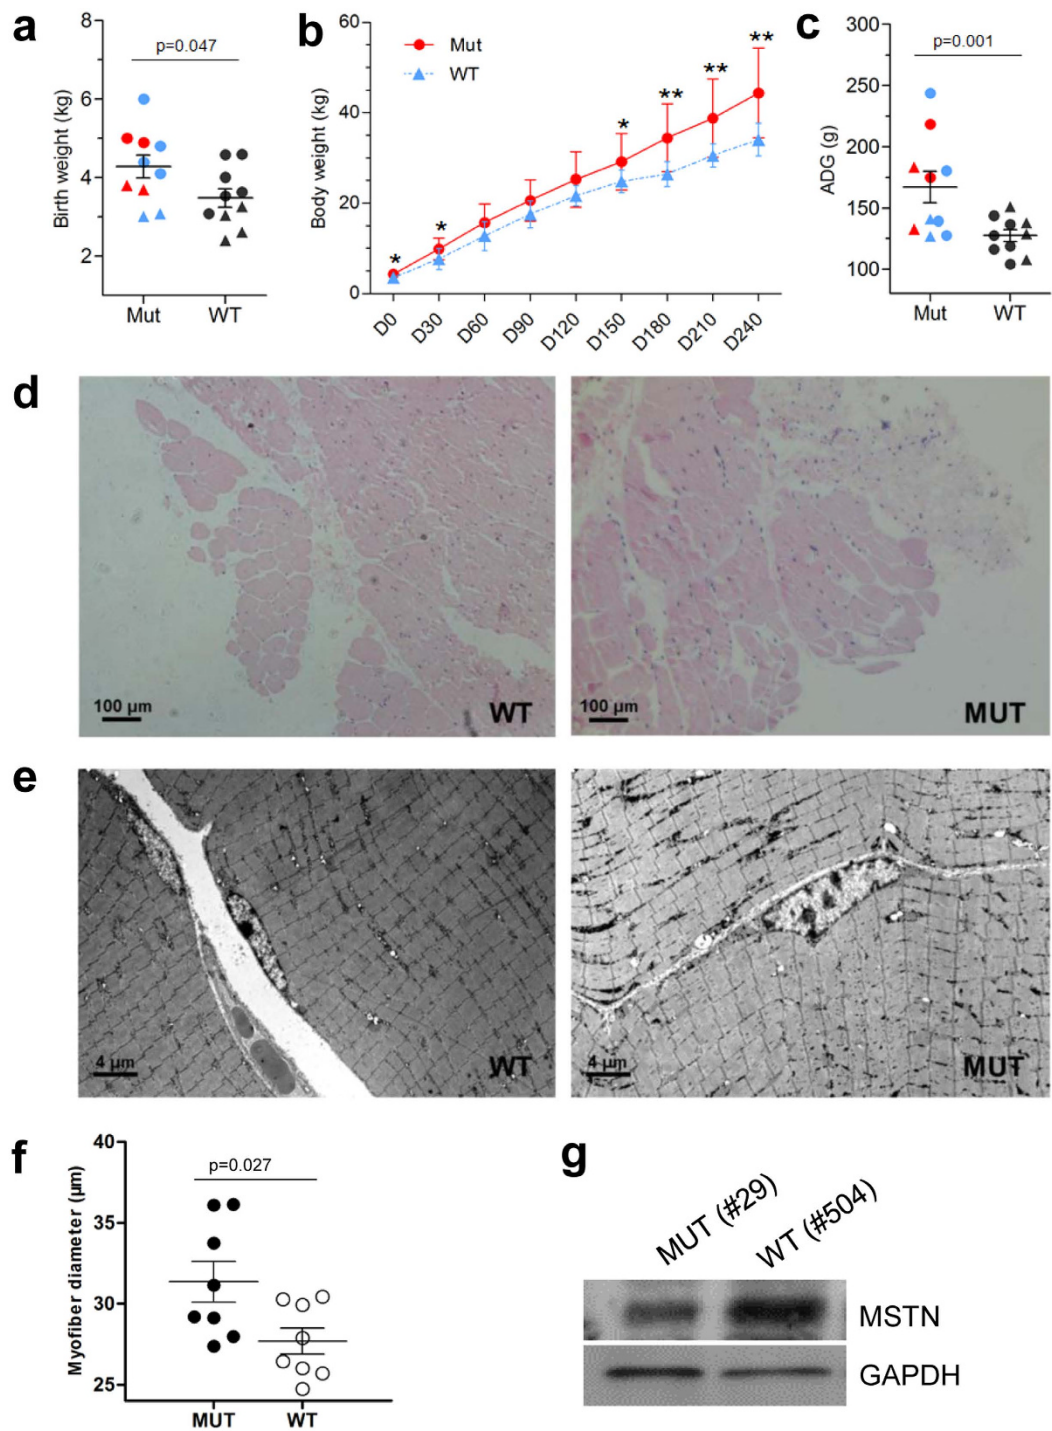 a
8
6
4
2
Birth weight (kg)
p=0.047
Mut
WT
b
60
40
20
0
Body weight (kg)
Mut
WT
*
*
*
**
**
**
D0
D30
D60
D90
D120
D150
D180
D210
D240
c
300
250
200
150
100
ADG (g)
p=0.001
Mut
WT
d
100 µm
WT
100 µm
MUT
e
4 µm
WT
4 µm
MUT
f
40
35
30
25
Myofiber diameter (µm)
p=0.027
MUT
WT
g
MUT (#29)
WT (#504)
MSTN
GAPDH